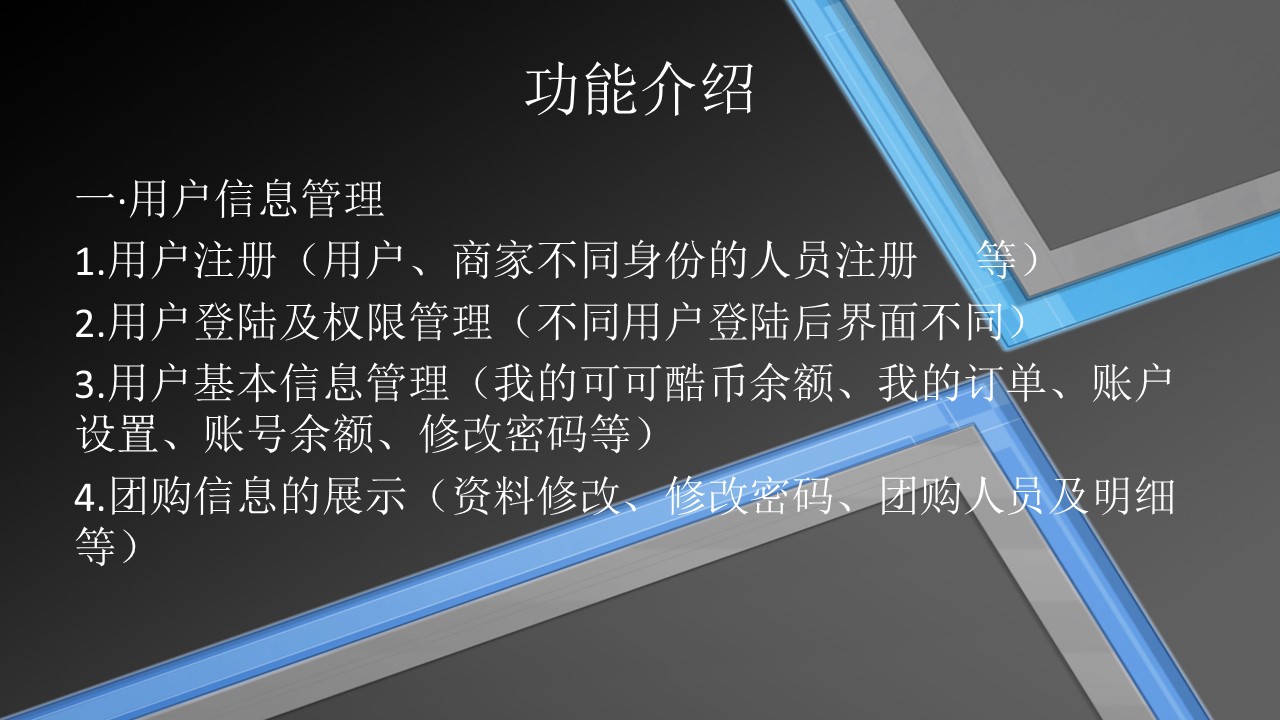 功能介绍
一·用户信息管理
1.用户注册（用户、商家不同身份的人员注册 等）
2.用户登陆及权限管理（不同用户登陆后界面不同）
3.用户基本信息管理（我的可可酷币余额、我的订单、账户
设置、账号余额、修改密码等）
4.团购信息的展示（资料修改、修改密码、团购人员及明细
等）